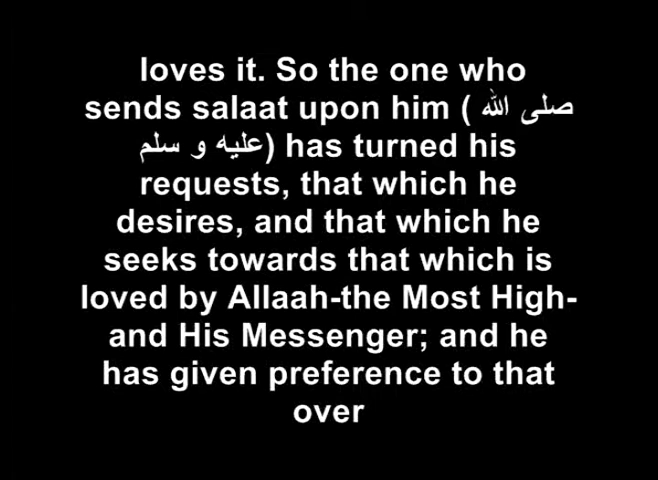 loves it. So the one who
sends salaat upon him ( صلى الله
عليه و سلم) has turned his
requests, that which he
desires, and that which he
seeks towards that which is
loved by Allaah-the Most High-
and His Messenger; and he
has given preference to that
over